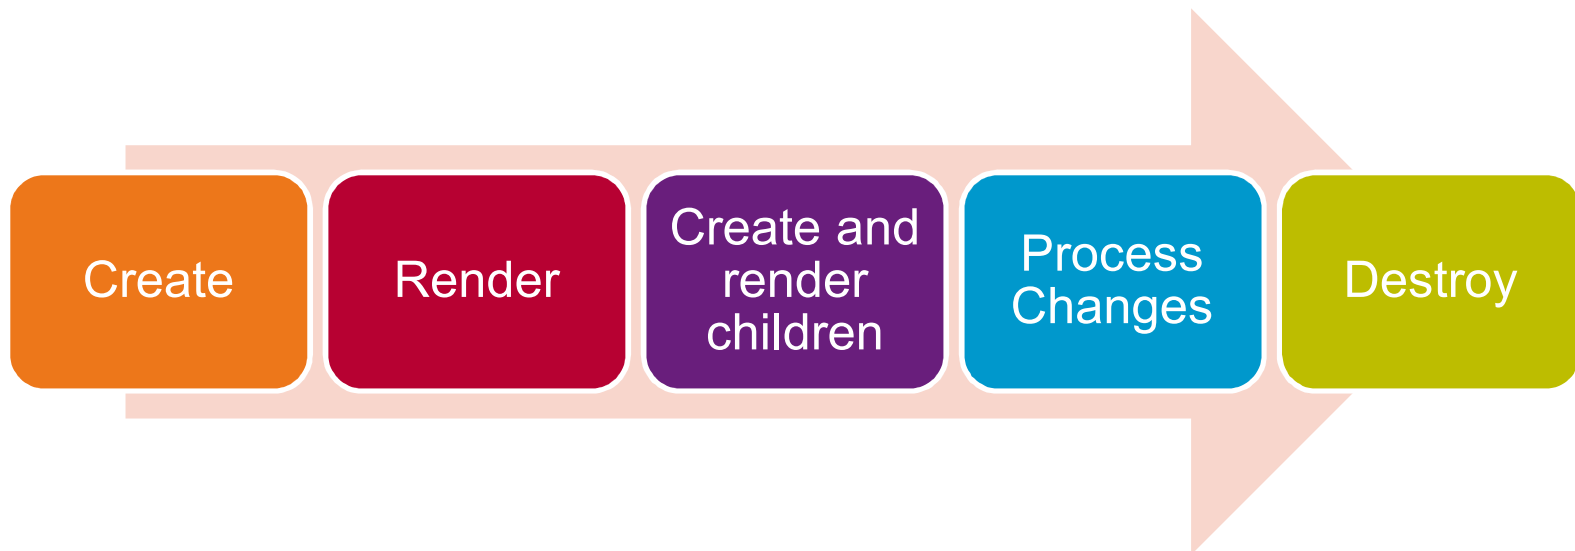 Create
Render
Create and
render
children
Process
Changes
Destroy